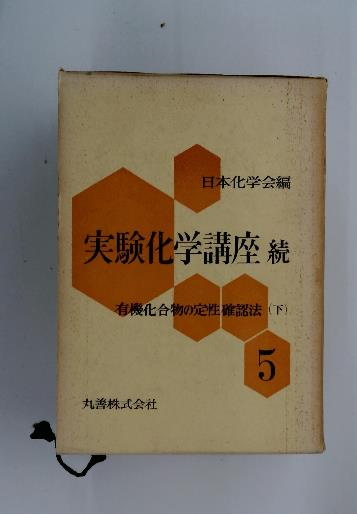 日本化学会編
実験化学講座 続
有機化合物の定性確認法(下)
5
丸善株式会社